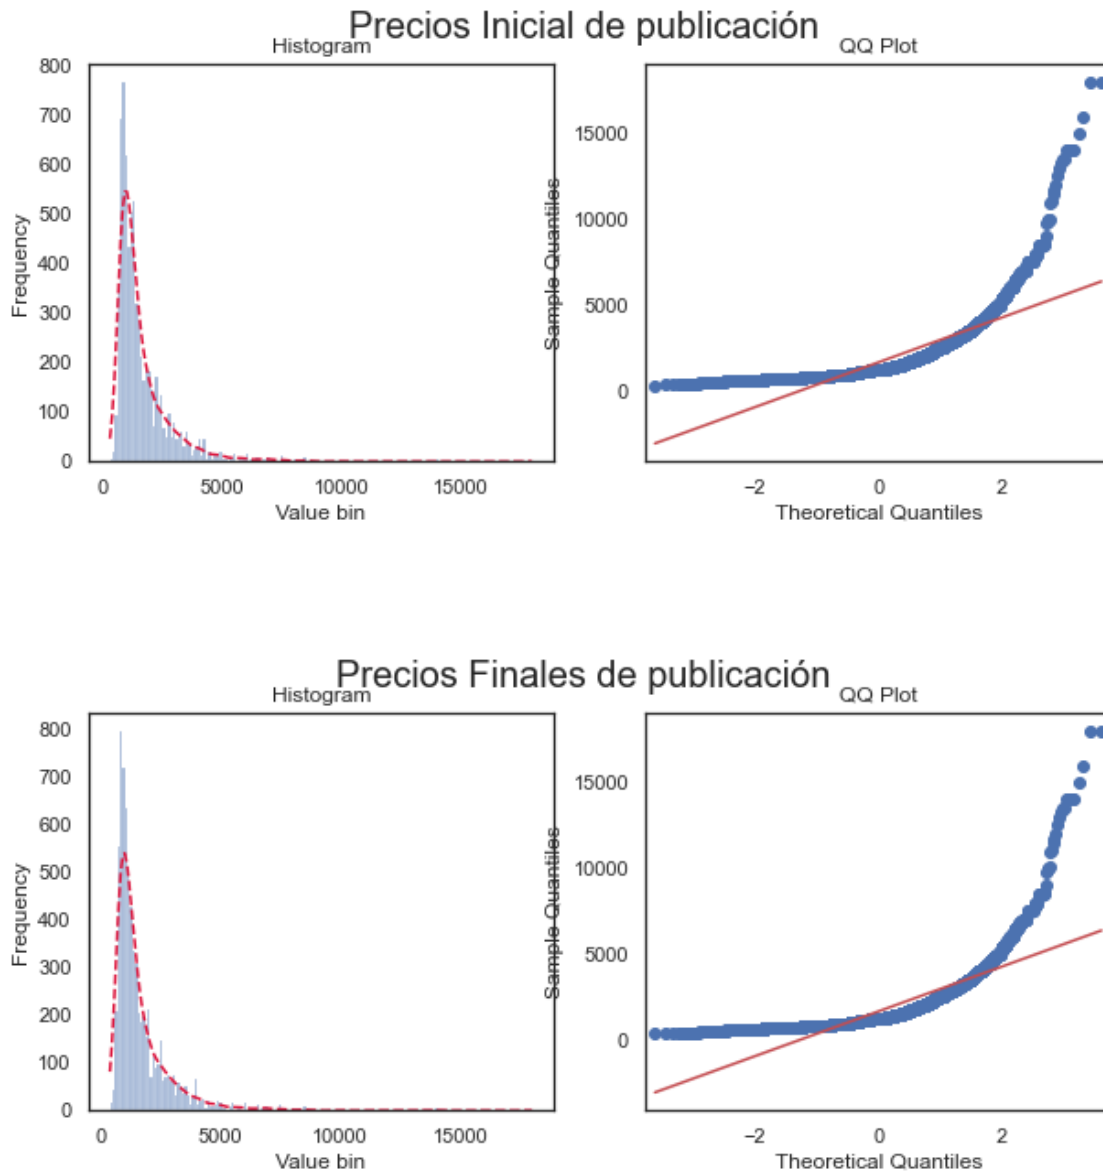 Precios Inicial de publicación
Histogram
QQ Plot
800
700
600
500
400
300
200
100
0
Frequency
0 5000 10000 15000
Value bin
15000
10000
5000
0
Sample Quantiles
−2 0 2
Theoretical Quantiles
Precios Finales de publicación
Histogram
QQ Plot
800
700
600
500
400
300
200
100
0
Frequency
0 5000 10000 15000
Value bin
15000
10000
5000
0
Sample Quantiles
−2 0 2
Theoretical Quantiles